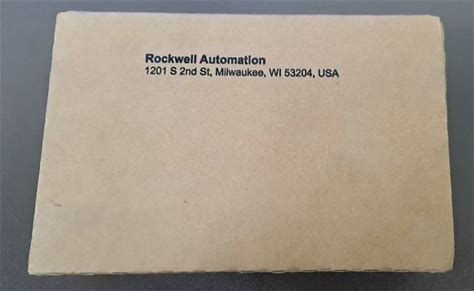 Rockwell Automation
1201 S 2nd St, Milwaukee, WI 53204, USA